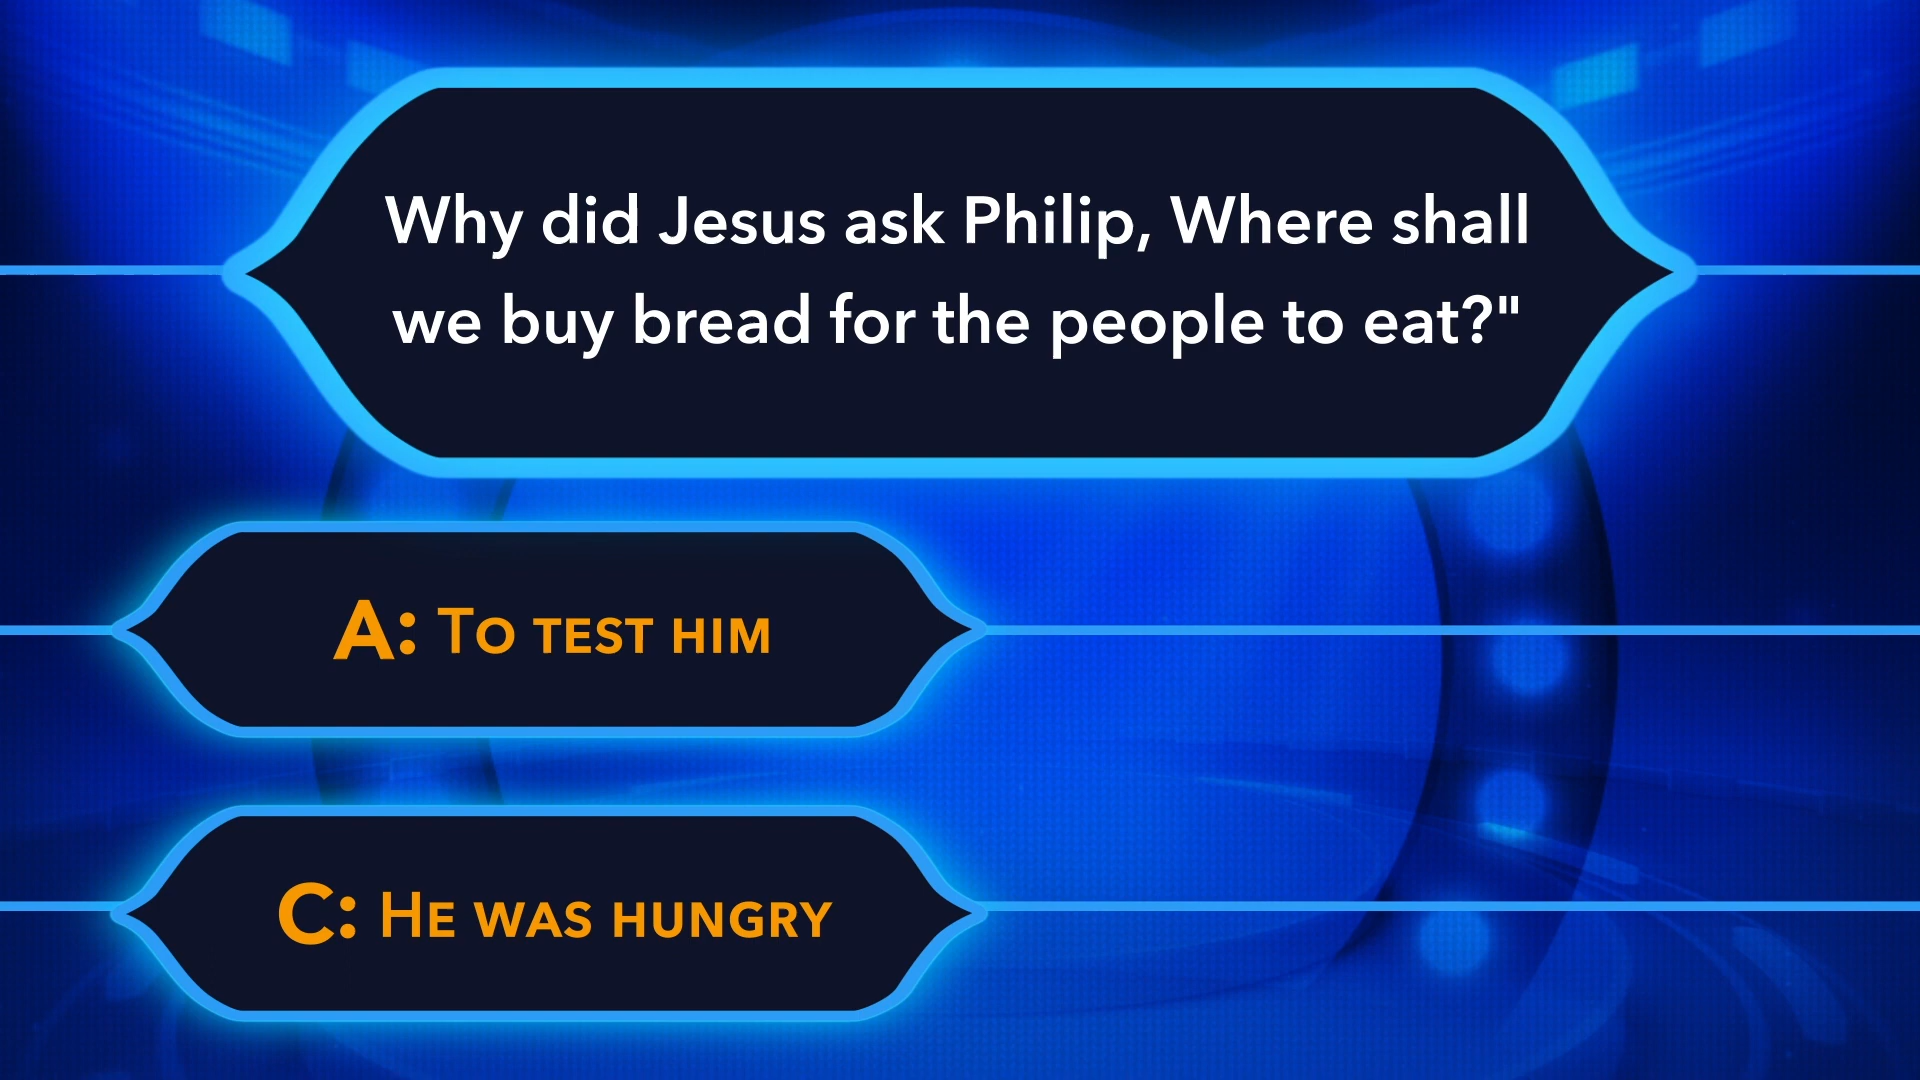 Why did Jesus ask Philip, Where shall
we buy bread for the people to eat?"
A: To test him
C: He was hungry